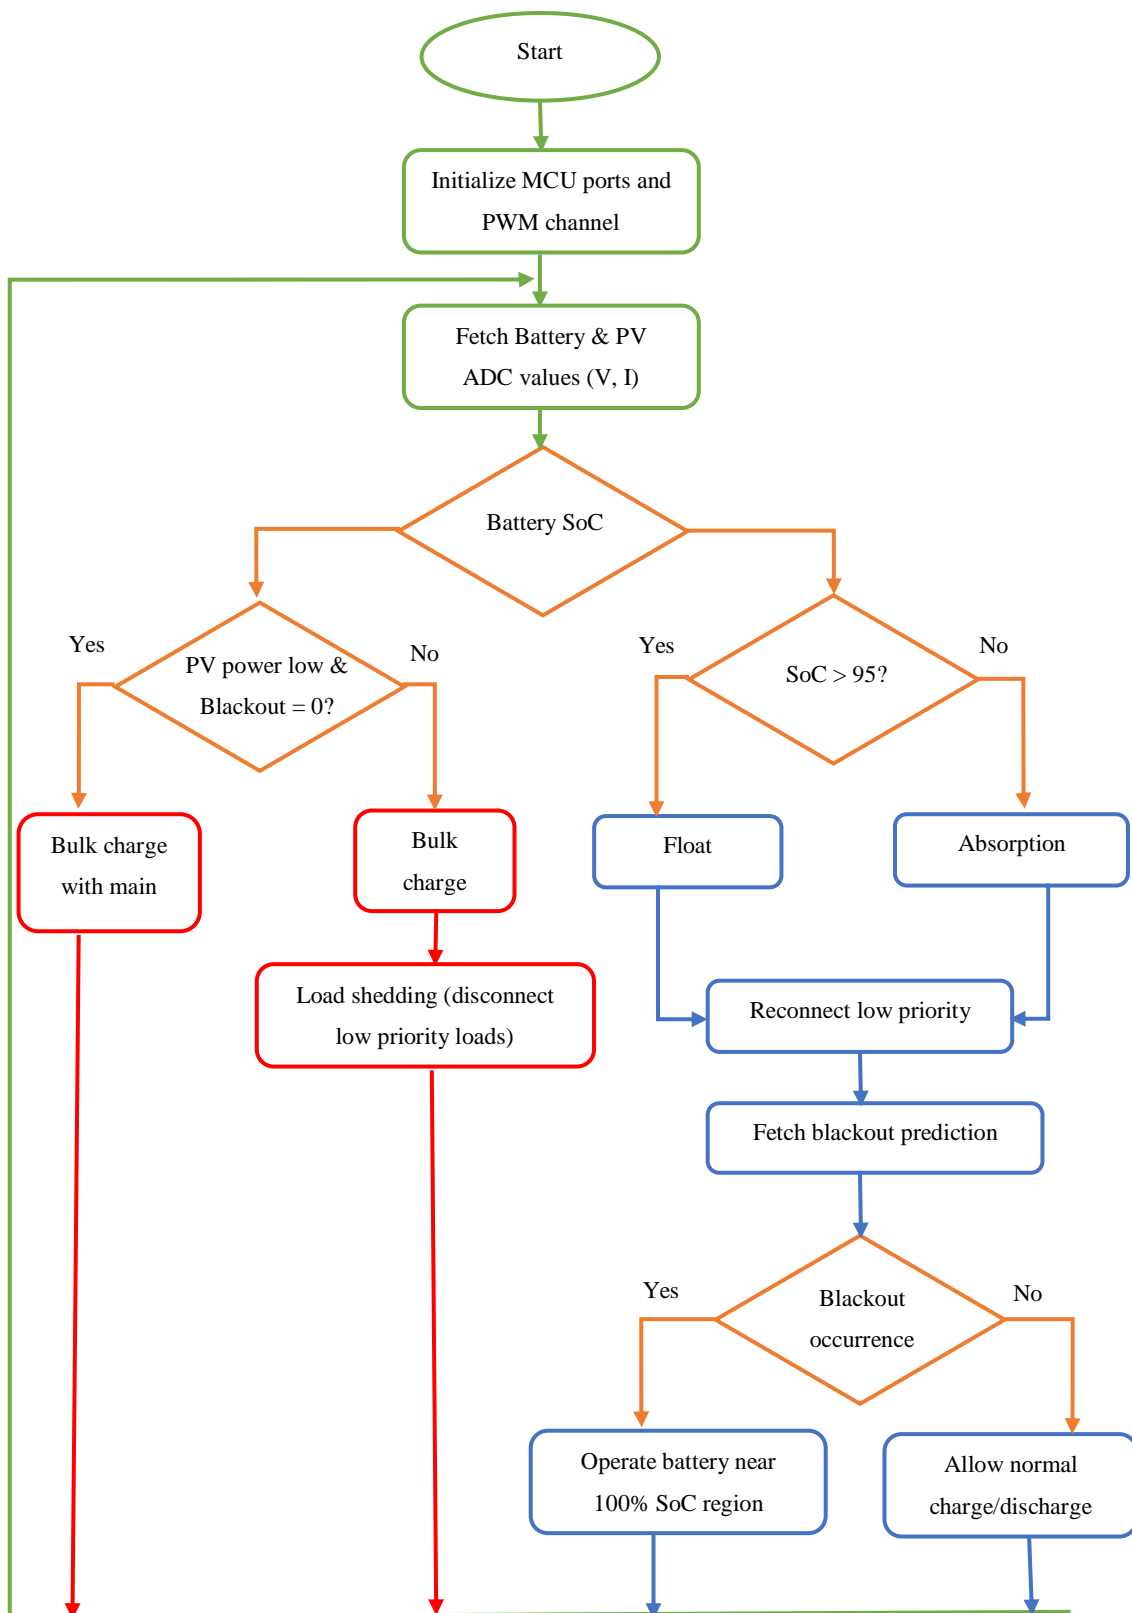 Start
Initialize MCU ports and
PWM channel
Fetch Battery & PV
ADC values (V, I)
Battery SoC
Yes
PV power low &
Blackout = 0?
No
Yes
SoC > 95?
No
Bulk charge
with main
Bulk
charge
Float
Absorption
Load shedding (disconnect
low priority loads)
Reconnect low priority
Fetch blackout prediction
Yes
Blackout
occurrence
No
Operate battery near
100% SoC region
Allow normal
charge/discharge